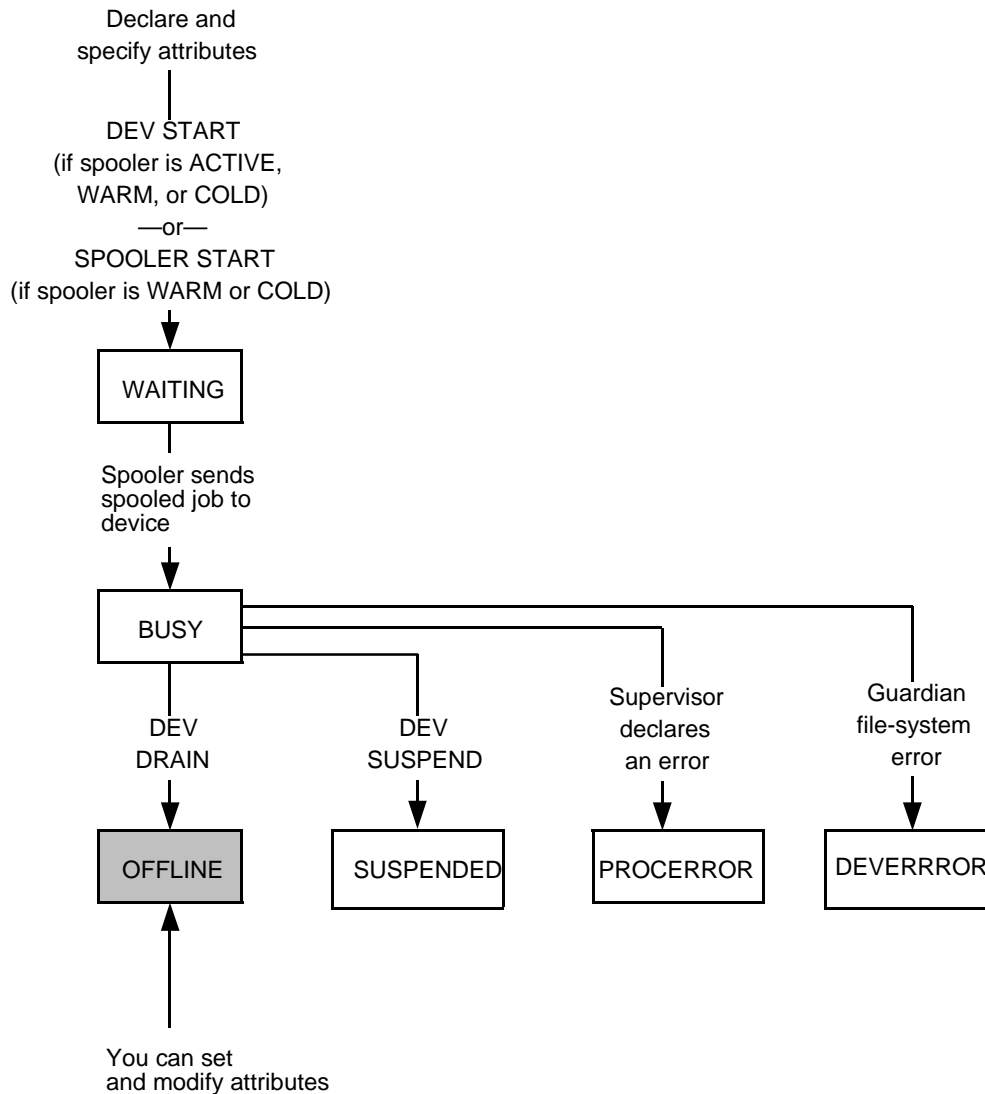 Declare and
specify attributes
DEV START
(if spooler is ACTIVE,
WARM, or COLD)
—or—
SPOOLER START
(if spooler is WARM or COLD)
WAITING
Spooler sends
spooled job to
device
BUSY
DEV
DRAIN
DEV
SUSPEND
Supervisor
declares
an error
Guardian
file-system
error
OFFLINE
SUSPENDED
PROCERROR
DEVERRROR
You can set
and modify attributes